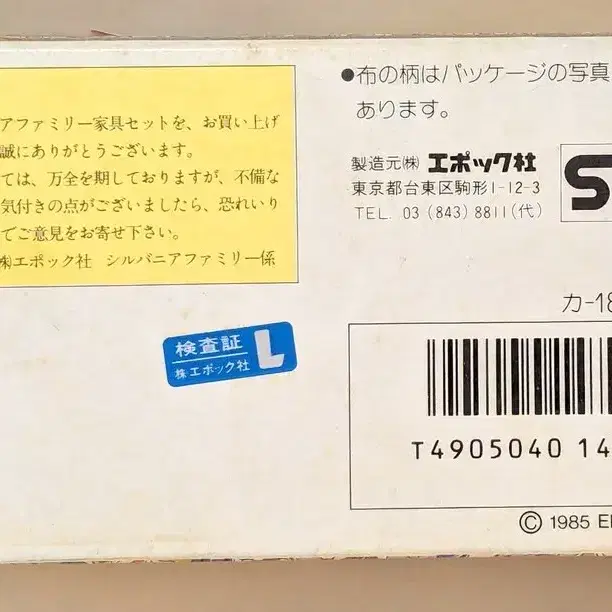 アファミリー家具セットを、お買い上げ
誠にありがとうございます。
ては、万全を期しておりますが、不備な
気付きの点がございましたら、恐れいり
でご意見をお寄せ下さい。
㈱エポック社 シルバニアファミリー係
●布の柄はパッケージの写真
あります。
製造元㈱ エポック社
東京都台東区駒形1-12-3
TEL. 03 (843) 8811(代)
S
カ-18
検査証 L
株エポック社
T4905040 14
© 1985 E